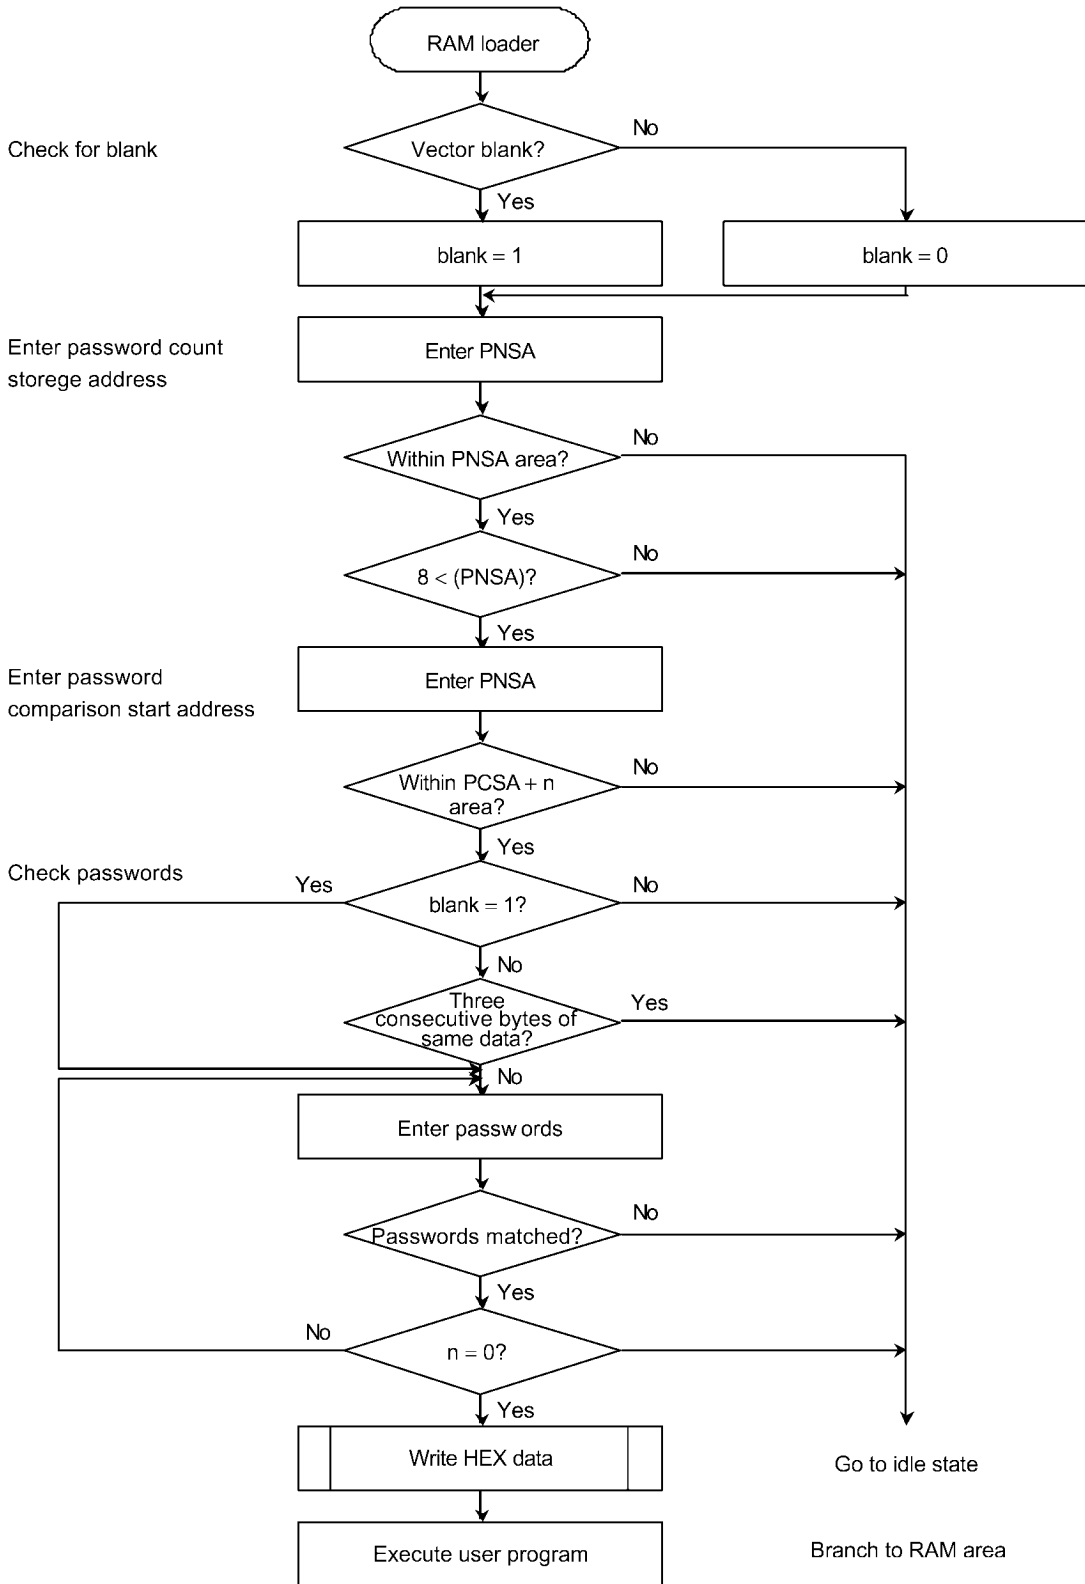 RAM loader
Check for blank
Vector blank?
No
Yes
blank = 1
blank = 0
Enter password count
storege address
Enter PNSA
Within PNSA area?
No
Yes
8 < (PNSA)?
No
Yes
Enter password
comparison start address
Enter PNSA
Within PCSA + n
area?
No
Yes
Check passwords
Yes
blank = 1?
No
No
Three
consecutive bytes of
same data?
Yes
No
Enter passwords
Passwords matched?
No
Yes
No
n = 0?
Yes
Write HEX data
Go to idle state
Execute user program
Branch to RAM area